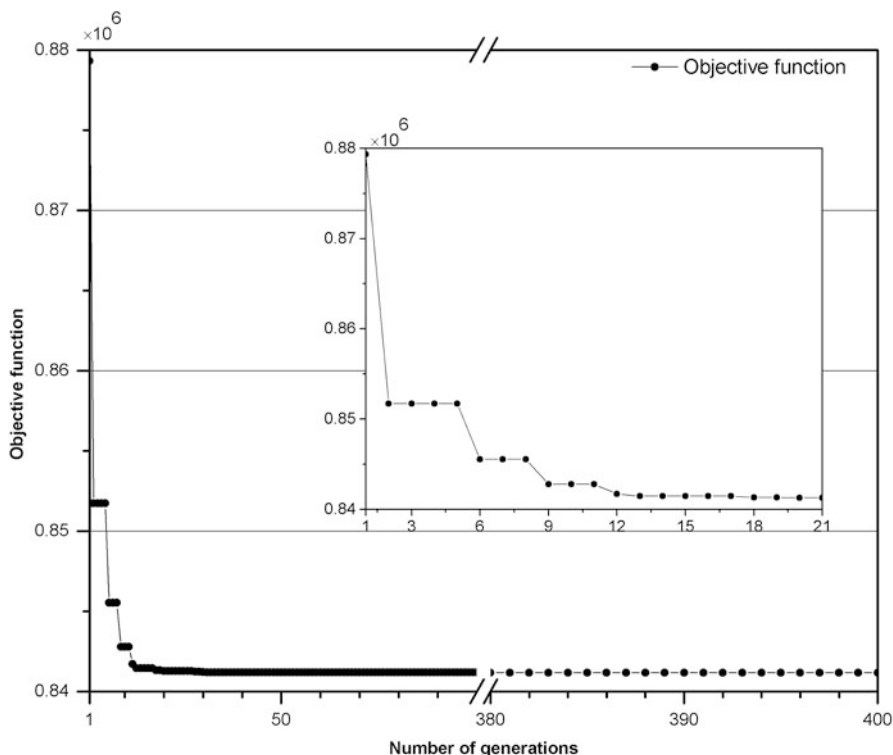 ×10 6
0.88
0.87
0.86
0.85
0.84
Objective function
Objective function
×10 6
0.88
0.87
0.86
0.85
0.84
1 3 6 9 12 15 18 21
1 50 380 390 400
Number of generations